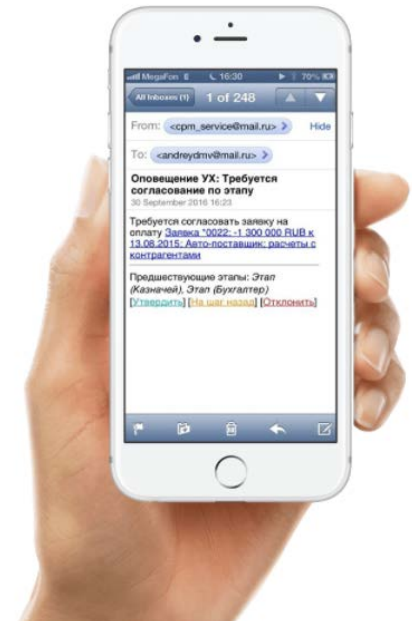 MegaFon E 16:30 70%
All Inboxes (1) 1 of 248
From: <cpm_service@mail.ru> Hide
To: <andreydmv@mail.ru>
Оповещение УХ: Требуется
согласование по этапу
30 September 2016 16:23
Требуется согласовать заявку на
оплату Заявка *0022: -1 300 000 RUB к
13.08.2015; Авто-поставщик; расчеты с
контрагентами
Предшествующие этапы: Этап
(Казначей), Этап (Бухгалтер)
[Утвердить] [На шаг назад] [Отклонить]